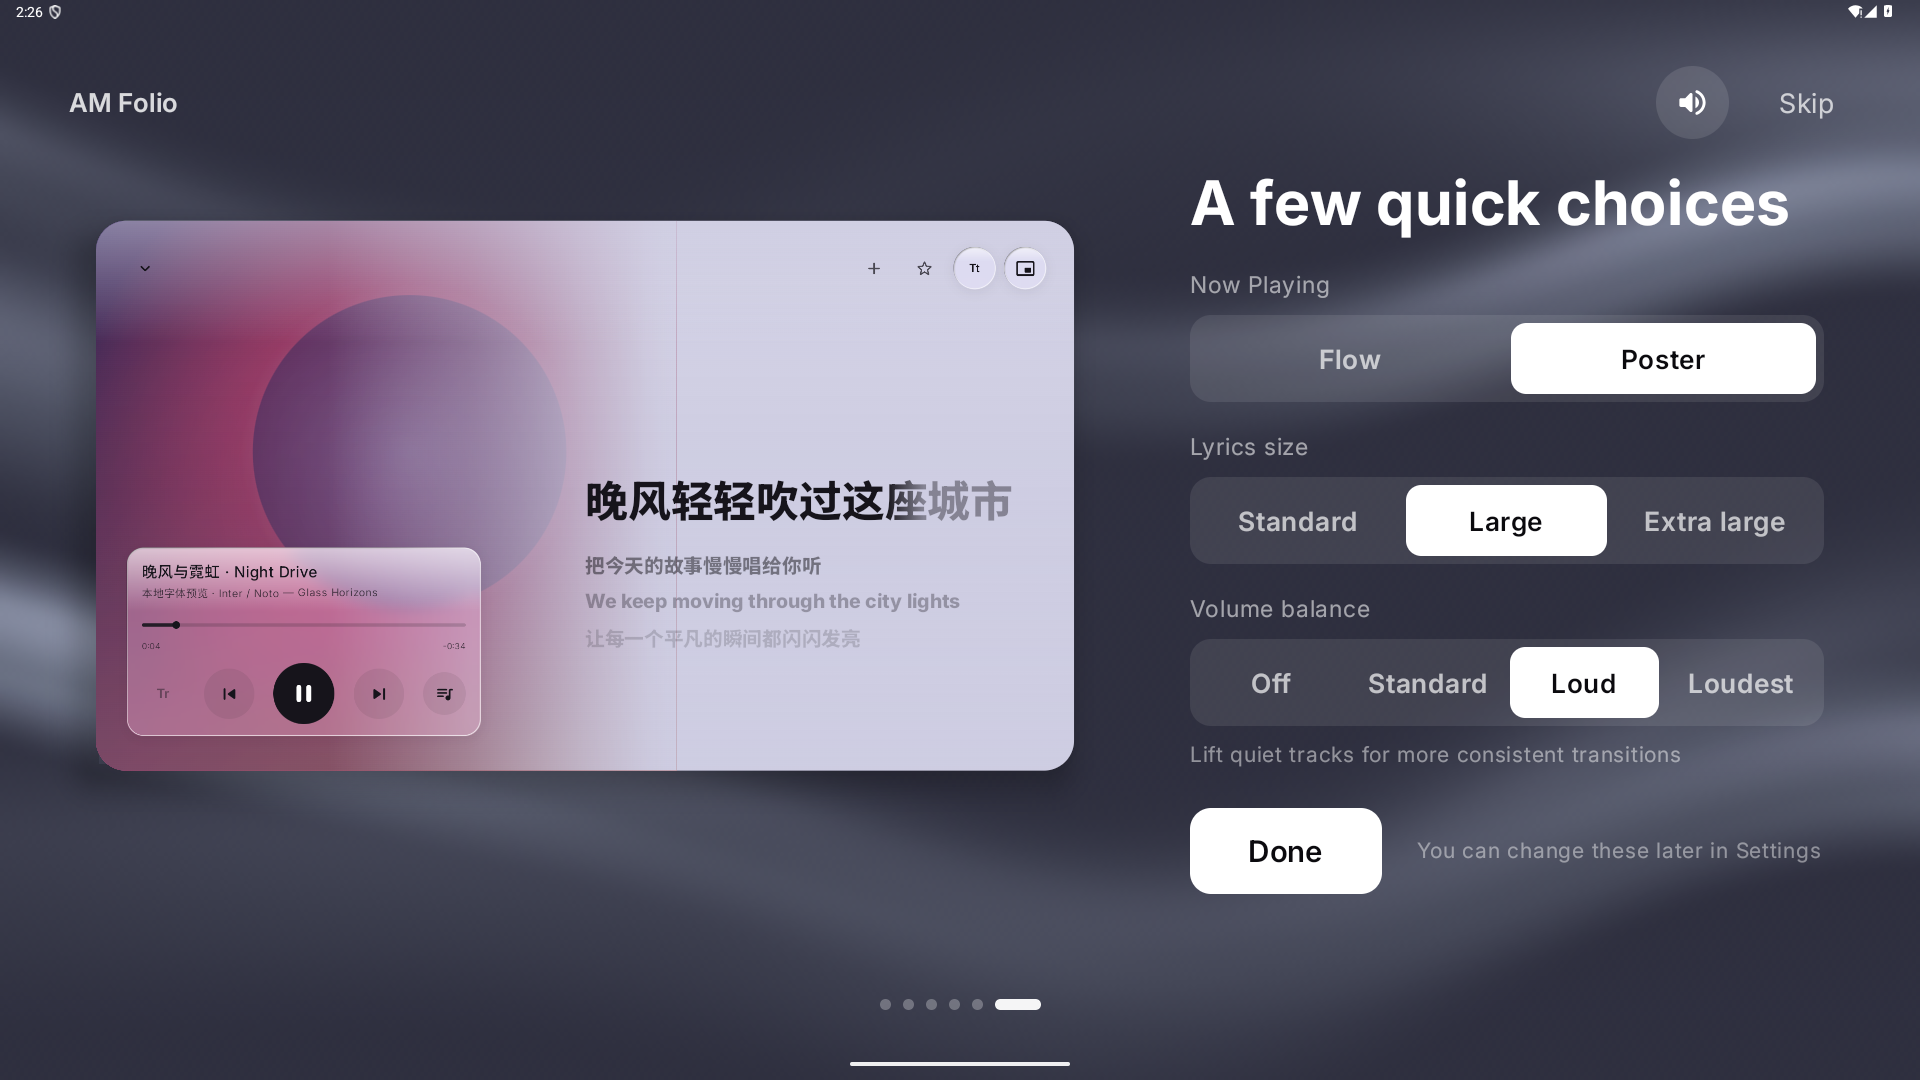 2:26
AM Folio
Skip
Tt
晚风轻轻吹过这座城市
把今天的故事慢慢唱给你听
We keep moving through the city lights
让每一个平凡的瞬间都闪闪发亮
晚风与霓虹 · Night Drive
本地字体预览 · Inter / Noto — Glass Horizons
0:04
-0:34
Tr
A few quick choices
Now Playing
Flow Poster
Lyrics size
Standard Large Extra large
Volume balance
Off Standard Loud Loudest
Lift quiet tracks for more consistent transitions
Done
You can change these later in Settings